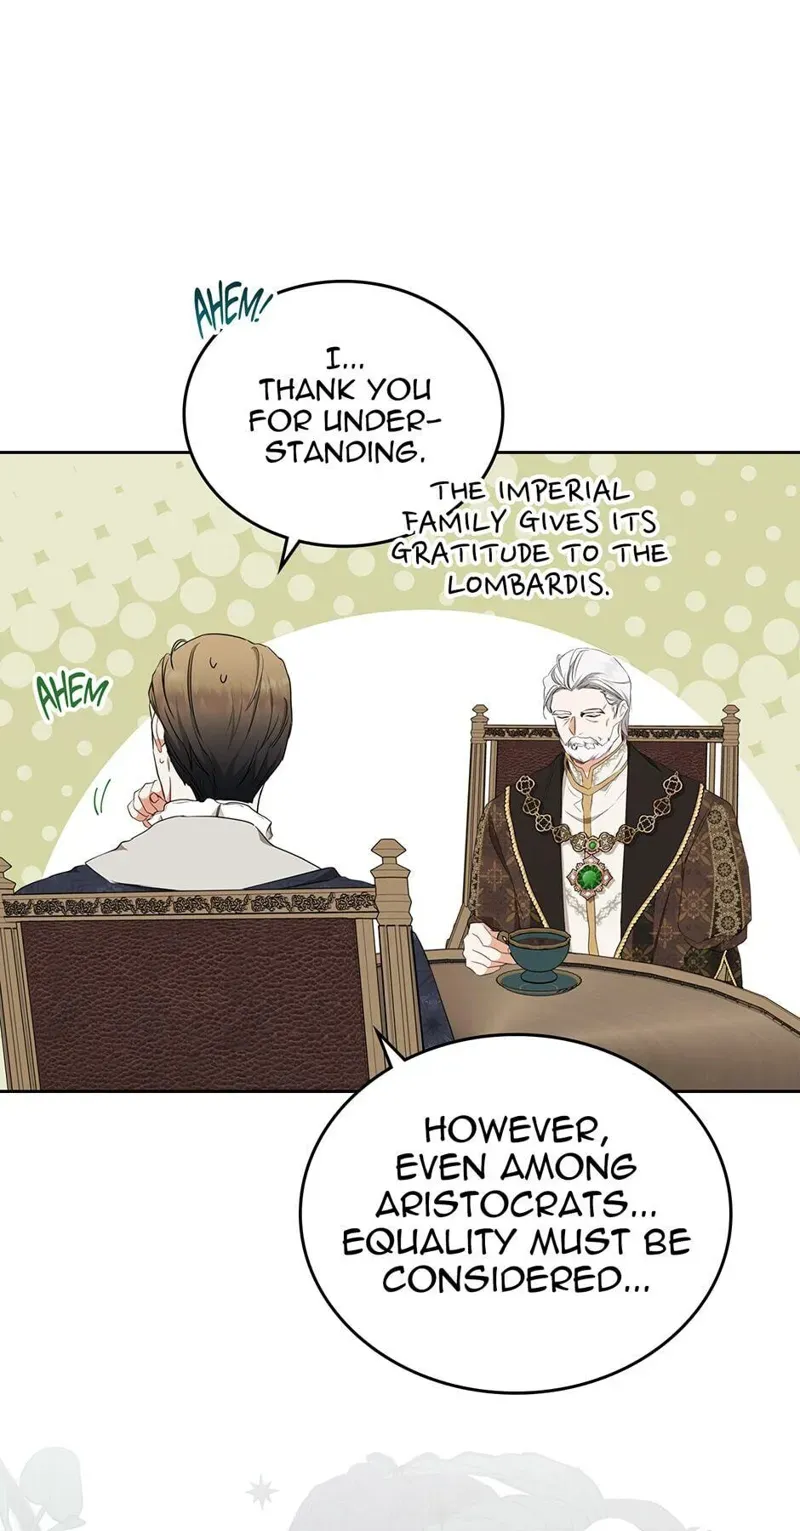 AHEM!
I...
THANK YOU
FOR UNDER-
STANDING.
THE IMPERIAL
FAMILY GIVES ITS
GRATITUDE TO THE
LOMBARDIS.
AHEM
HOWEVER,
EVEN AMONG
ARISTOCRATS...
EQUALITY MUST BE
CONSIDERED...